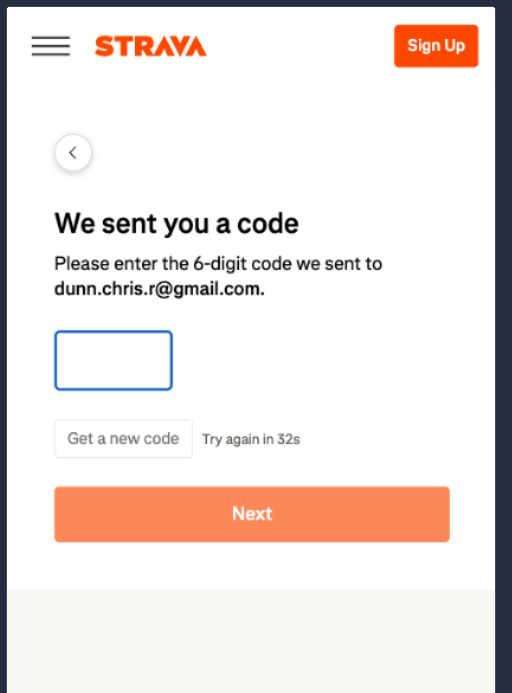 STRAVA
Sign Up
We sent you a code
Please enter the 6-digit code we sent to
dunn.chris.r@gmail.com.
Get a new code Try again in 32s
Next